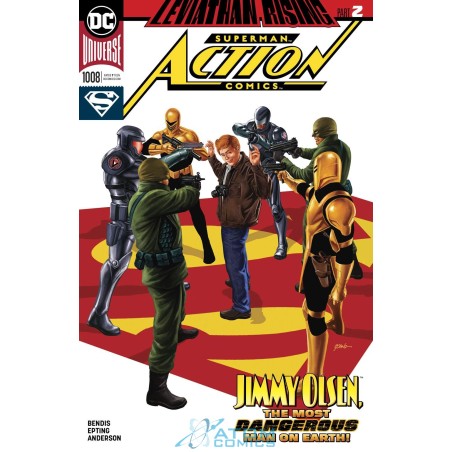 LEVIATHAN RISING PART 2
DC
UNIVERSE
SUPERMAN
ACTION
COMICS
1008
BENDIS
EPTING
ANDERSON
JIMMY OLSEN,
THE MOST
DANGEROUS
MAN ON EARTH!
COMICS